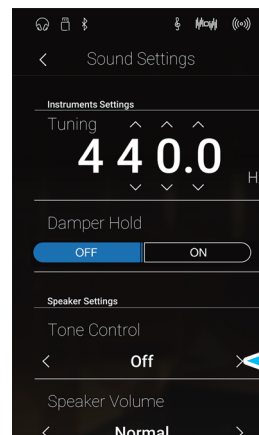 Sound Settings
Instruments Settings
Tuning
440.0
H
Damper Hold
OFF ON
Speaker Settings
Tone Control
Off
Speaker Volume
Normal